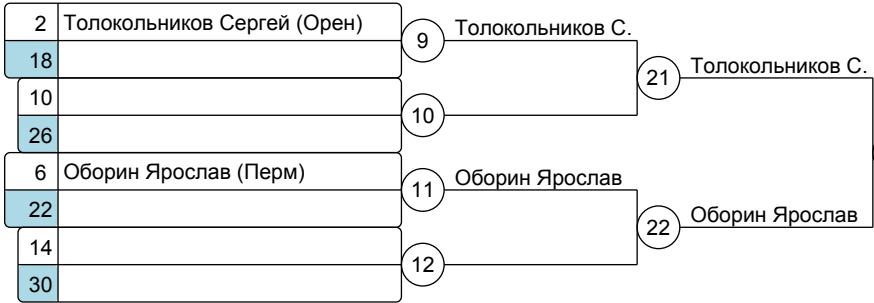 2 Толокольников Сергей (Орен)
18
10
26
6 Оборин Ярослав (Перм)
22
14
30
9 Толокольников С.
10
11 Оборин Ярослав
12
21 Толокольников С.
22 Оборин Ярослав